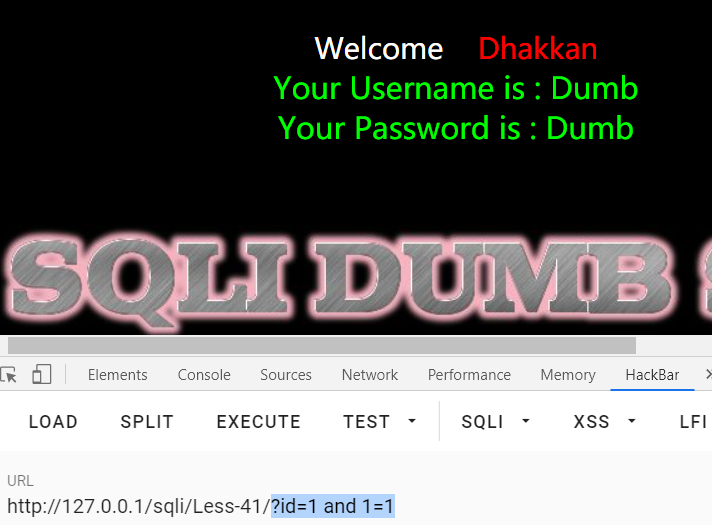 Welcome Dhakkan
Your Username is : Dumb
Your Password is : Dumb
SQLI DUMB
Elements Console Sources Network Performance Memory HackBar
LOAD SPLIT EXECUTE TEST SQLI XSS LFI
URL
http://127.0.0.1/sqli/Less-41/?id=1 and 1=1